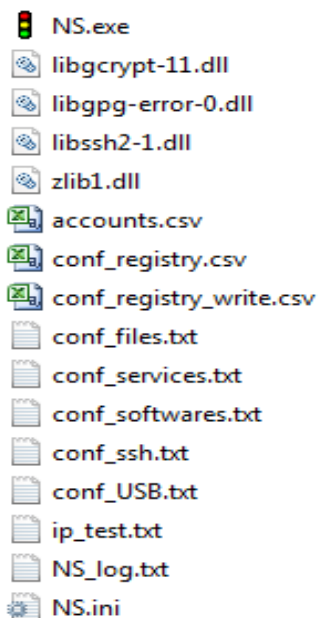 NS.exe
libgcrypt-11.dll
libgpg-error-0.dll
libssh2-1.dll
zlib1.dll
accounts.csv
conf_registry.csv
conf_registry_write.csv
conf_files.txt
conf_services.txt
conf_softwares.txt
conf_ssh.txt
conf_USB.txt
ip_test.txt
NS_log.txt
NS.ini